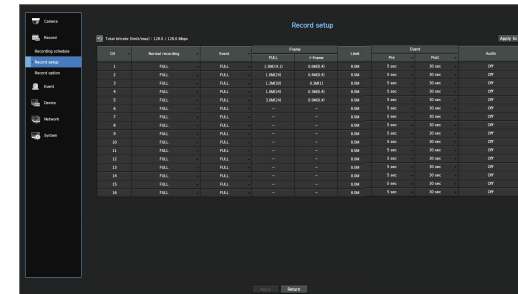 Camera
Record setup
Record
Total bitrate (limit/max) : 128.0 / 128.0 Mbps
Apply to
Recording schedule
Record setup
Record option
Event
Device
Network
System
CH Normal recording Event Frame Limit Event Audio
FULL I-Frame Pre Post
1 FULL FULL 8.0M 5 sec 30 sec Off
2 FULL FULL 8.0M 5 sec 30 sec Off
3 FULL FULL 8.0M 5 sec 30 sec Off
4 FULL FULL 8.0M 5 sec 30 sec Off
5 FULL FULL 8.0M 5 sec 30 sec Off
6 FULL FULL - - 8.0M 5 sec 30 sec Off
7 FULL FULL - - 8.0M 5 sec 30 sec Off
8 FULL FULL - - 8.0M 5 sec 30 sec Off
9 FULL FULL - - 8.0M 5 sec 30 sec Off
10 FULL FULL - - 8.0M 5 sec 30 sec Off
11 FULL FULL - - 8.0M 5 sec 30 sec Off
12 FULL FULL - - 8.0M 5 sec 30 sec Off
13 FULL FULL - - 8.0M 5 sec 30 sec Off
14 FULL FULL - - 8.0M 5 sec 30 sec Off
15 FULL FULL - - 8.0M 5 sec 30 sec Off
16 FULL FULL - - 8.0M 5 sec 30 sec Off
Apply Return